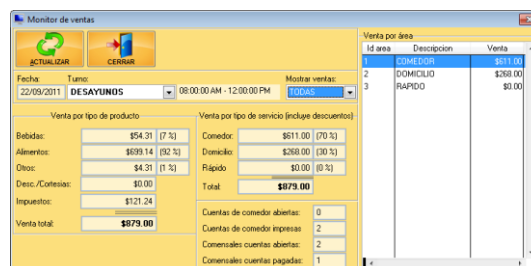 Monitor de ventas
ACTUALIZAR
CERRAR
Fecha: Turno: Mostrar ventas:
22/09/2011 DESAYUNOS 08:00:00 AM - 12:00:00 PM TODAS
Venta por tipo de producto
Bebidas: $54.31 (7 %)
Alimentos: $699.14 (92 %)
Otros: $4.31 (1 %)
Desc./Cortesias: $0.00
Impuestos: $121.24
Venta total: $879.00
Venta por tipo de servicio (incluye descuentos)
Comedor: $611.00 (70 %)
Domicilio: $268.00 (30 %)
Rápido $0.00 (0 %)
Total: $879.00
Cuentas de comedor abiertas: 0
Cuentas de comedor impresas 2
Comensales cuentas abiertas: 2
Comensales cuentas pagadas: 1
Venta por área
Id area Descripcion Venta
1 COMEDOR $611.00
2 DOMICILIO $268.00
3 RAPIDO $0.00